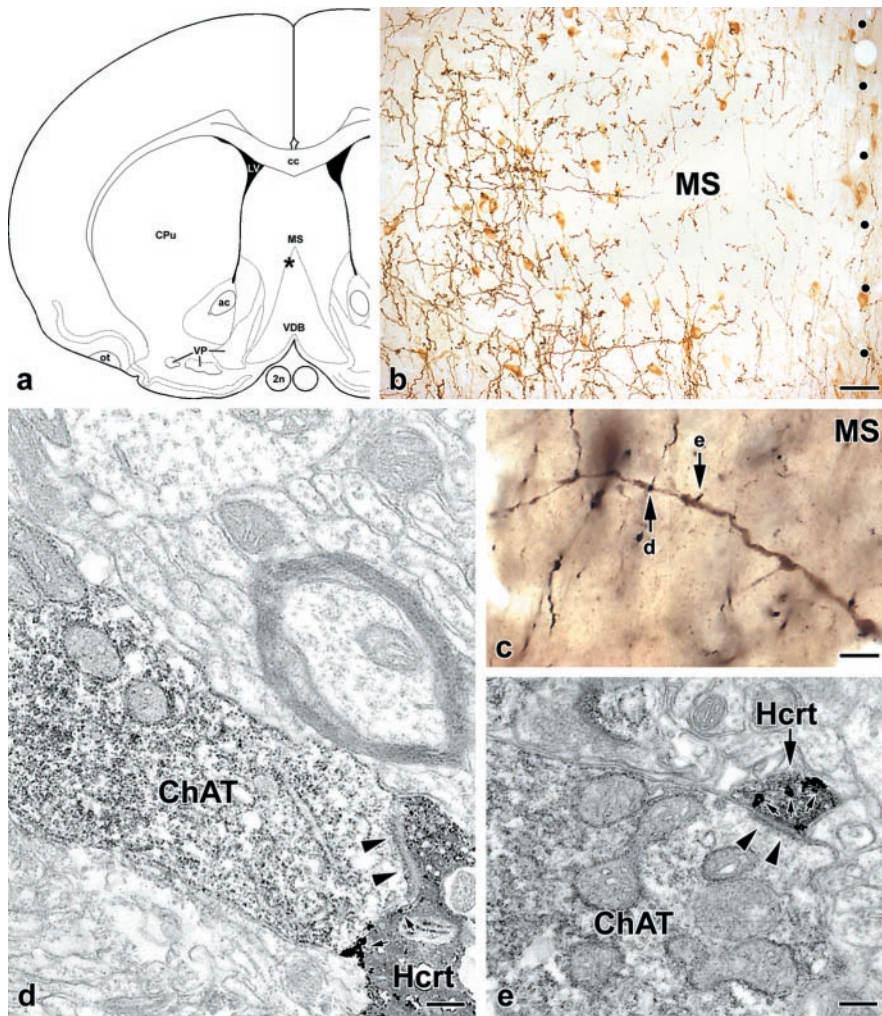 cc
LV
CPu
MS
*
ac
VDB
VP
ot
2n
a
MS
b
MS
e
d
c
ChAT
Hcrt
d
Hcrt
ChAT
e